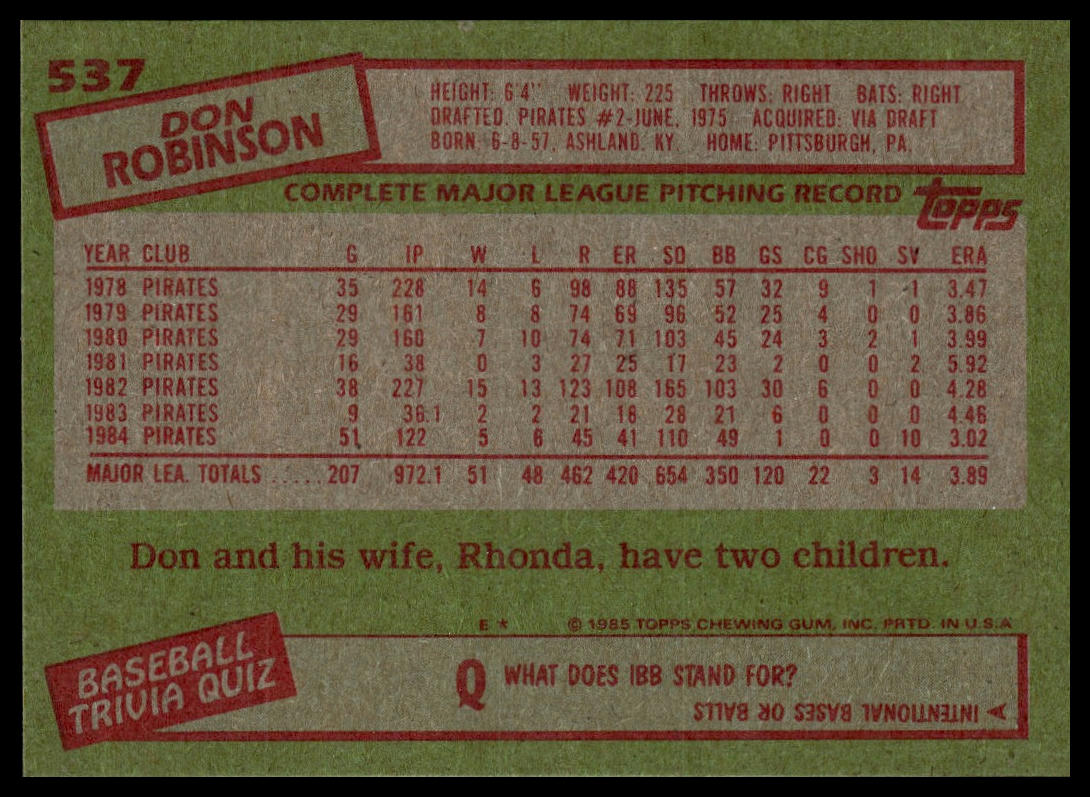 537
DON
ROBINSON
HEIGHT: 6'4" WEIGHT: 225 THROWS: RIGHT BATS: RIGHT
DRAFTED: PIRATES #2-JUNE, 1975 ACQUIRED: VIA DRAFT
BORN: 6-8-57, ASHLAND, KY. HOME: PITTSBURGH, PA.
COMPLETE MAJOR LEAGUE PITCHING RECORD
TOPPS
YEAR CLUB G IP W L R ER SO BB GS CG SHO SV ERA
1978 PIRATES 35 228 14 6 98 88 135 57 32 9 1 1 3.47
1979 PIRATES 29 161 8 8 74 69 96 52 25 4 0 0 3.86
1980 PIRATES 29 160 7 10 74 71 103 45 24 3 2 1 3.99
1981 PIRATES 16 38 0 3 27 25 17 23 2 0 0 2 5.92
1982 PIRATES 38 227 15 13 123 108 165 103 30 6 0 0 4.28
1983 PIRATES 9 36.1 2 2 21 18 28 21 6 0 0 0 4.46
1984 PIRATES 51 122 5 6 45 41 110 49 1 0 0 10 3.02
MAJOR LEA. TOTALS ..... 207 972.1 51 48 462 420 654 350 120 22 3 14 3.89
Don and his wife, Rhonda, have two children.
E * © 1985 TOPPS CHEWING GUM, INC. PRTD. IN U.S.A.
BASEBALL
TRIVIA QUIZ
Q WHAT DOES IBB STAND FOR?
A INTENTIONAL BASES OR BALLS